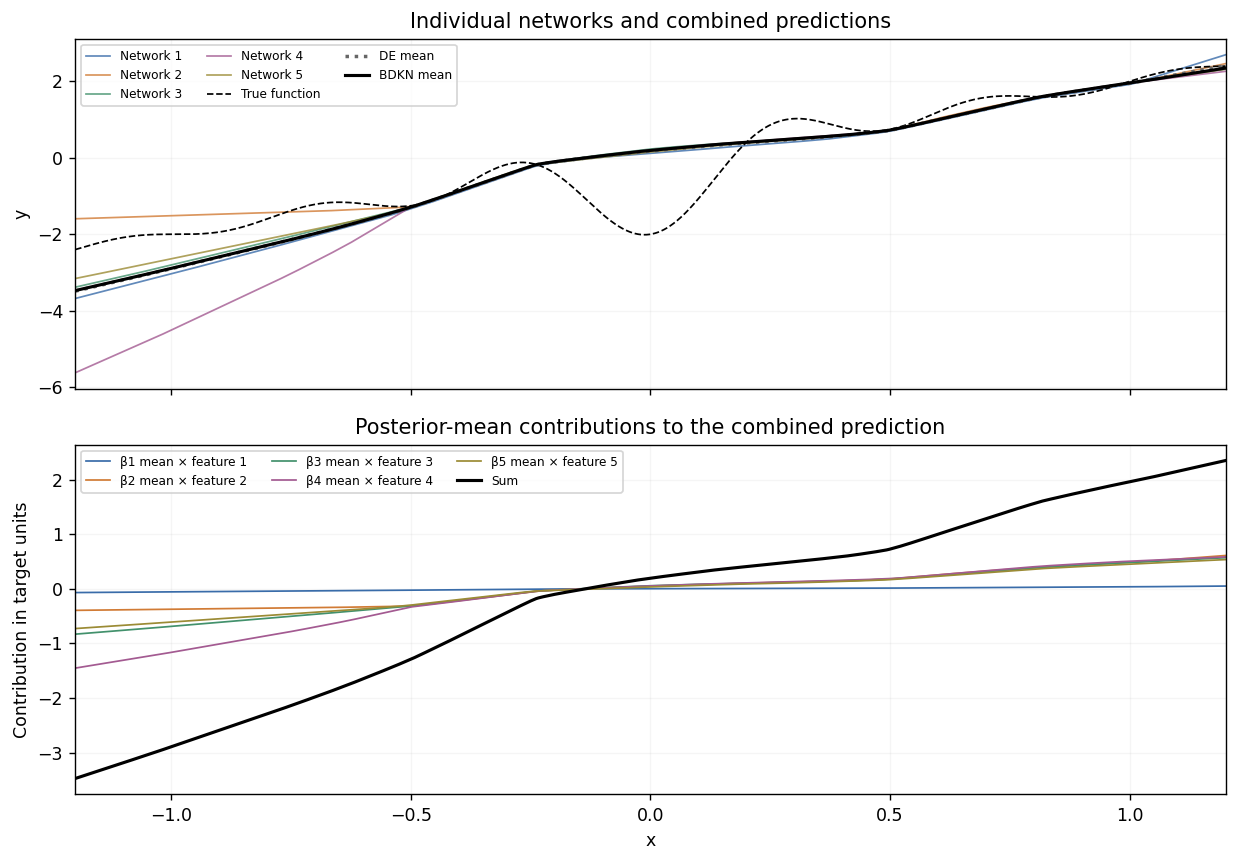 Individual networks and combined predictions
Network 1
Network 2
Network 3
Network 4
Network 5
True function
DE mean
BDKN mean
y
2
0
−2
−4
−6
Posterior-mean contributions to the combined prediction
β1 mean × feature 1
β2 mean × feature 2
β3 mean × feature 3
β4 mean × feature 4
β5 mean × feature 5
Sum
Contribution in target units
2
1
0
−1
−2
−3
−1.0
−0.5
0.0
0.5
1.0
x